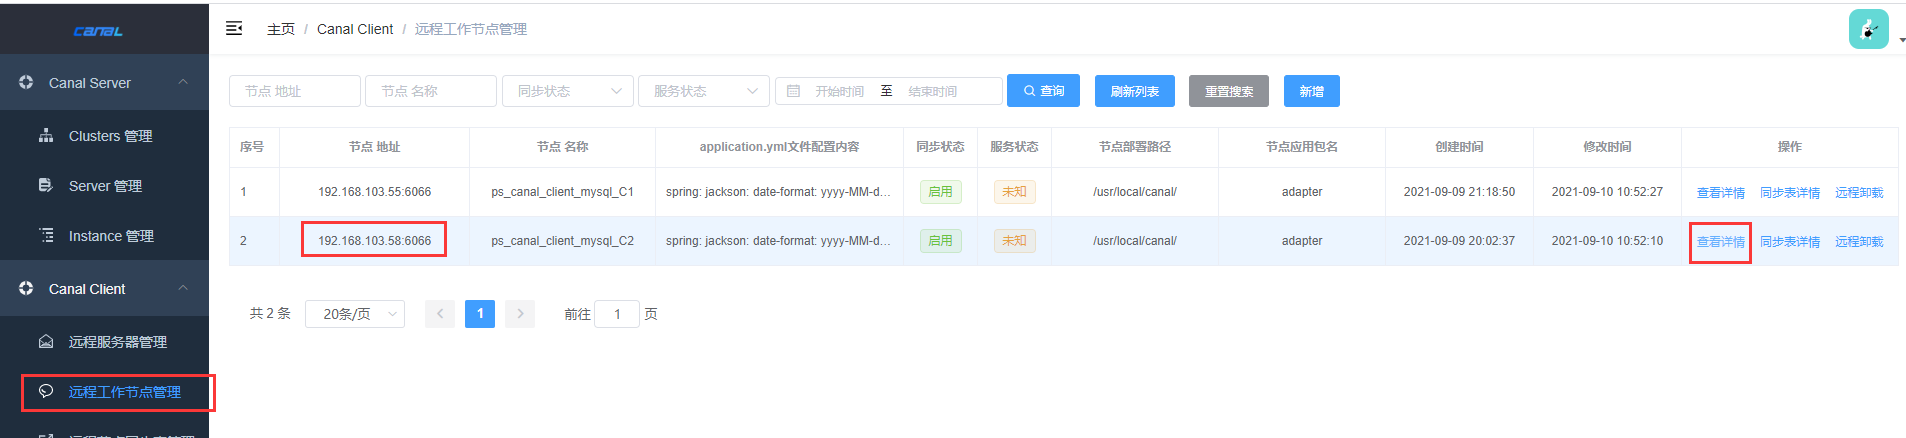 canal
主页 / Canal Client / 远程工作节点管理
Canal Server
Clusters 管理
Server 管理
Instance 管理
Canal Client
远程服务器管理
远程工作节点管理
节点 地址 节点 名称 同步状态 服务状态 开始时间 至 结束时间 查询 刷新列表 重置搜索 新增
序号 节点 地址 节点 名称 application.yml文件配置内容 同步状态 服务状态 节点部署路径 节点应用包名 创建时间 修改时间 操作
1 192.168.103.55:6066 ps_canal_client_mysql_C1 spring: jackson: date-format: yyyy-MM-d... 启用 未知 /usr/local/canal/ adapter 2021-09-09 21:18:50 2021-09-10 10:52:27 查看详情 同步表详情 远程卸载
2 192.168.103.58:6066 ps_canal_client_mysql_C2 spring: jackson: date-format: yyyy-MM-d... 启用 未知 /usr/local/canal/ adapter 2021-09-09 20:02:37 2021-09-10 10:52:10 查看详情 同步表详情 远程卸载
共 2 条 20条/页 1 前往 1 页